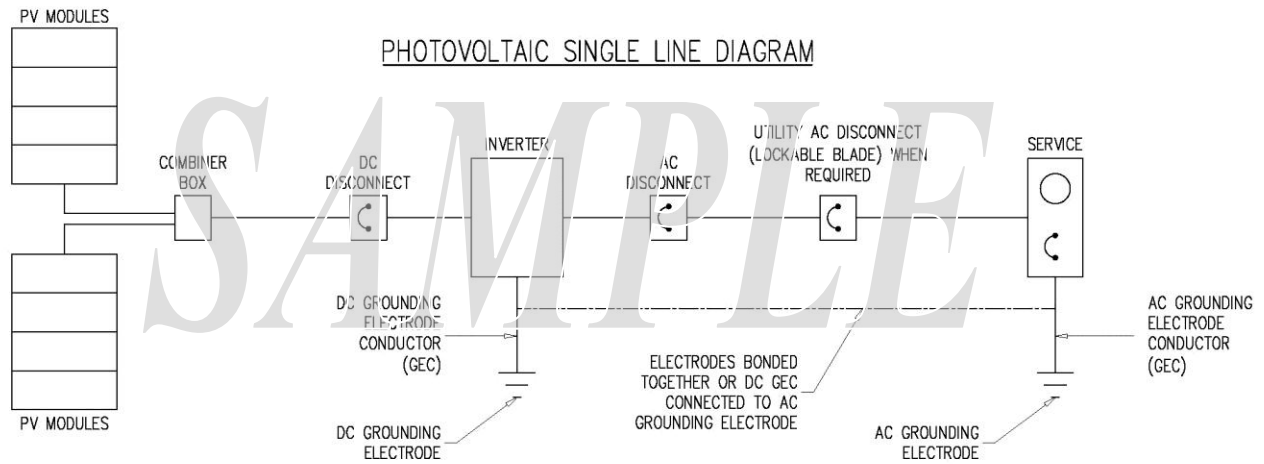 PV MODULES
PHOTOVOLTAIC SINGLE LINE DIAGRAM
SAMPLE
COMBINER
BOX
DC
DISCONNECT
INVERTER
AC
DISCONNECT
UTILITY AC DISCONNECT
(LOCKABLE BLADE) WHEN
REQUIRED
SERVICE
DC GROUNDING
ELECTRODE
CONDUCTOR
(GEC)
ELECTRODES BONDED
TOGETHER OR DC GEC
CONNECTED TO AC
GROUNDING ELECTRODE
AC GROUNDING
ELECTRODE
CONDUCTOR
(GEC)
PV MODULES
DC GROUNDING
ELECTRODE
AC GROUNDING
ELECTRODE